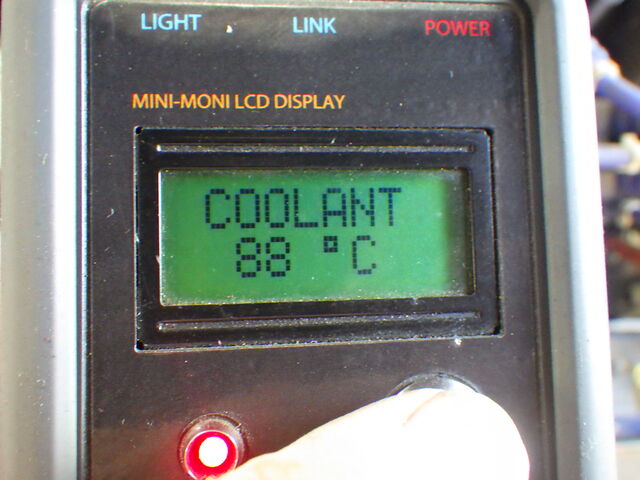 LIGHT LINK POWER
MINI-MONI LCD DISPLAY
COOLANT
88 °C